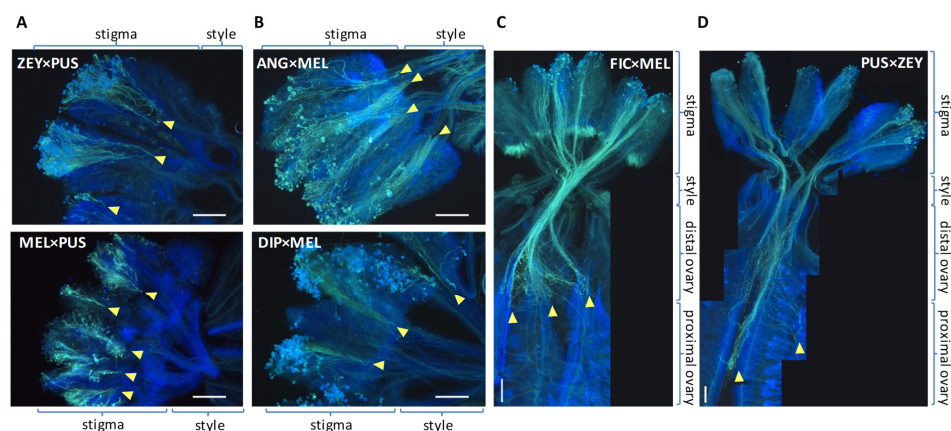 A
B
C
D
stigma
style
stigma
style
ZEY×PUS
ANG×MEL
FIC×MEL
PUS×ZEY
MEL×PUS
DIP×MEL
stigma
style
distal ovary
proximal ovary
stigma
style
distal ovary
proximal ovary
stigma
style
stigma
style